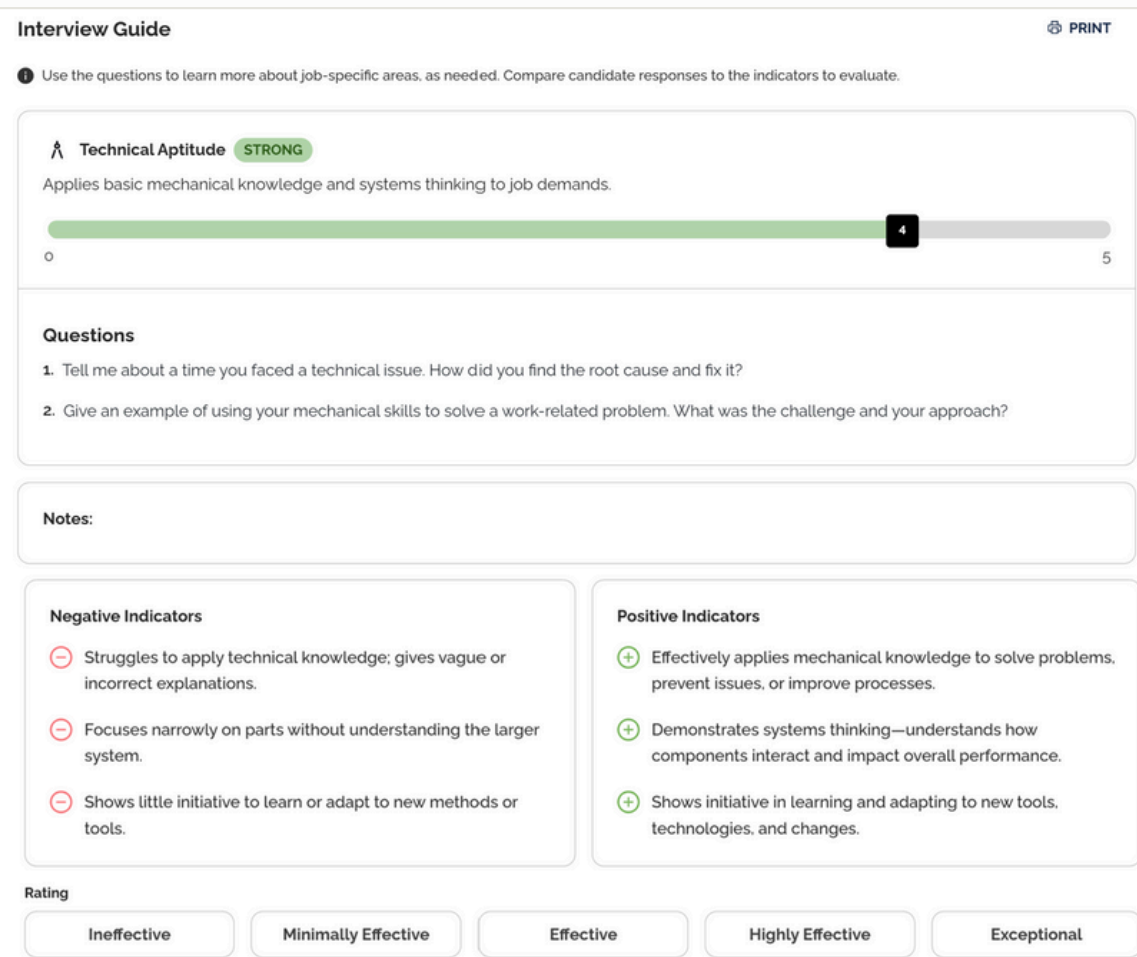 Interview Guide
PRINT
Use the questions to learn more about job-specific areas, as needed. Compare candidate responses to the indicators to evaluate.
Technical Aptitude STRONG
Applies basic mechanical knowledge and systems thinking to job demands.
4
0
5
Questions
1. Tell me about a time you faced a technical issue. How did you find the root cause and fix it?
2. Give an example of using your mechanical skills to solve a work-related problem. What was the challenge and your approach?
Notes:
Negative Indicators
Struggles to apply technical knowledge; gives vague or
incorrect explanations.
Focuses narrowly on parts without understanding the larger
system.
Shows little initiative to learn or adapt to new methods or
tools.
Positive Indicators
Effectively applies mechanical knowledge to solve problems,
prevent issues, or improve processes.
Demonstrates systems thinking—understands how
components interact and impact overall performance.
Shows initiative in learning and adapting to new tools,
technologies, and changes.
Rating
Ineffective
Minimally Effective
Effective
Highly Effective
Exceptional